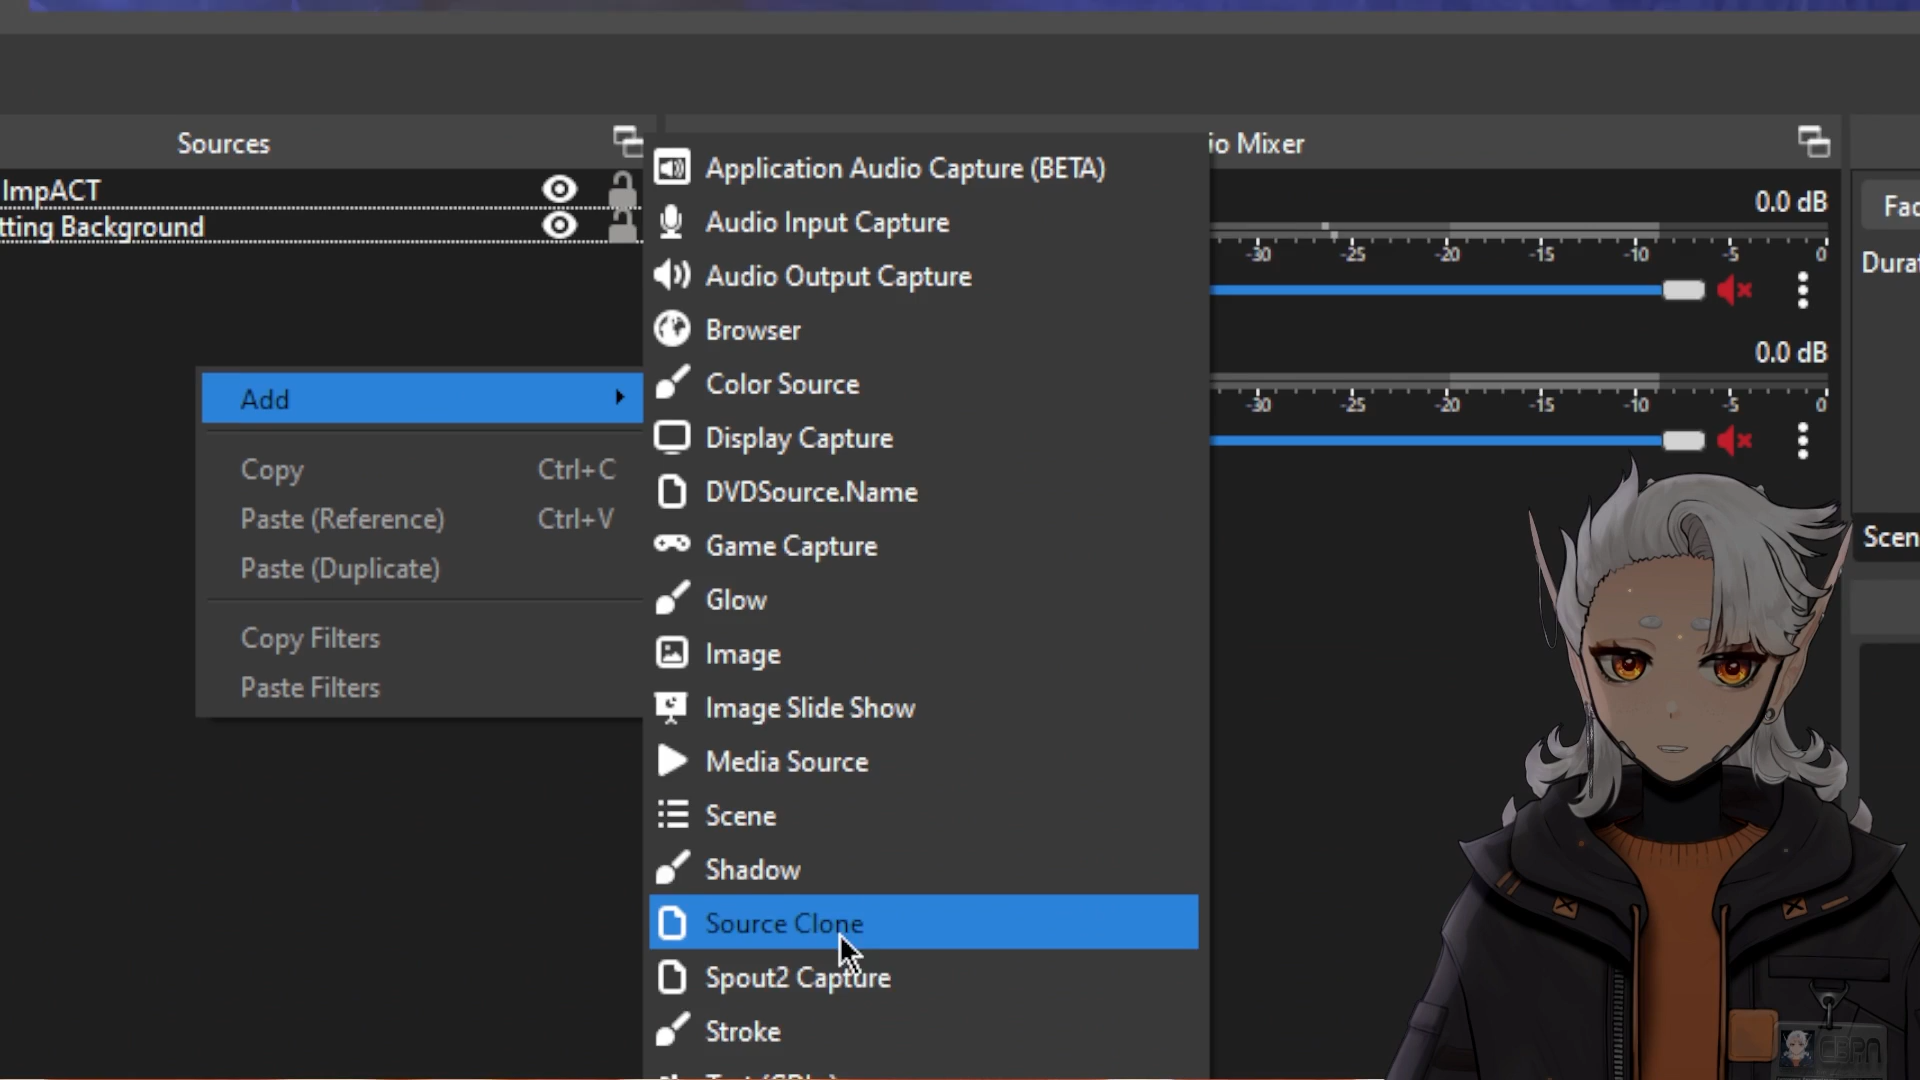 Sources
ImpACT
tting Background
Add
Copy Ctrl+C
Paste (Reference) Ctrl+V
Paste (Duplicate)
Copy Filters
Paste Filters
Application Audio Capture (BETA)
Audio Input Capture
Audio Output Capture
Browser
Color Source
Display Capture
DVDSource.Name
Game Capture
Glow
Image
Image Slide Show
Media Source
Scene
Shadow
Source Clone
Spout2 Capture
Stroke
io Mixer
0.0 dB
-30 -25 -20 -15 -10 -5 0
0.0 dB
-30 -25 -20 -15 -10 -5 0
Fad
Durat
Scen